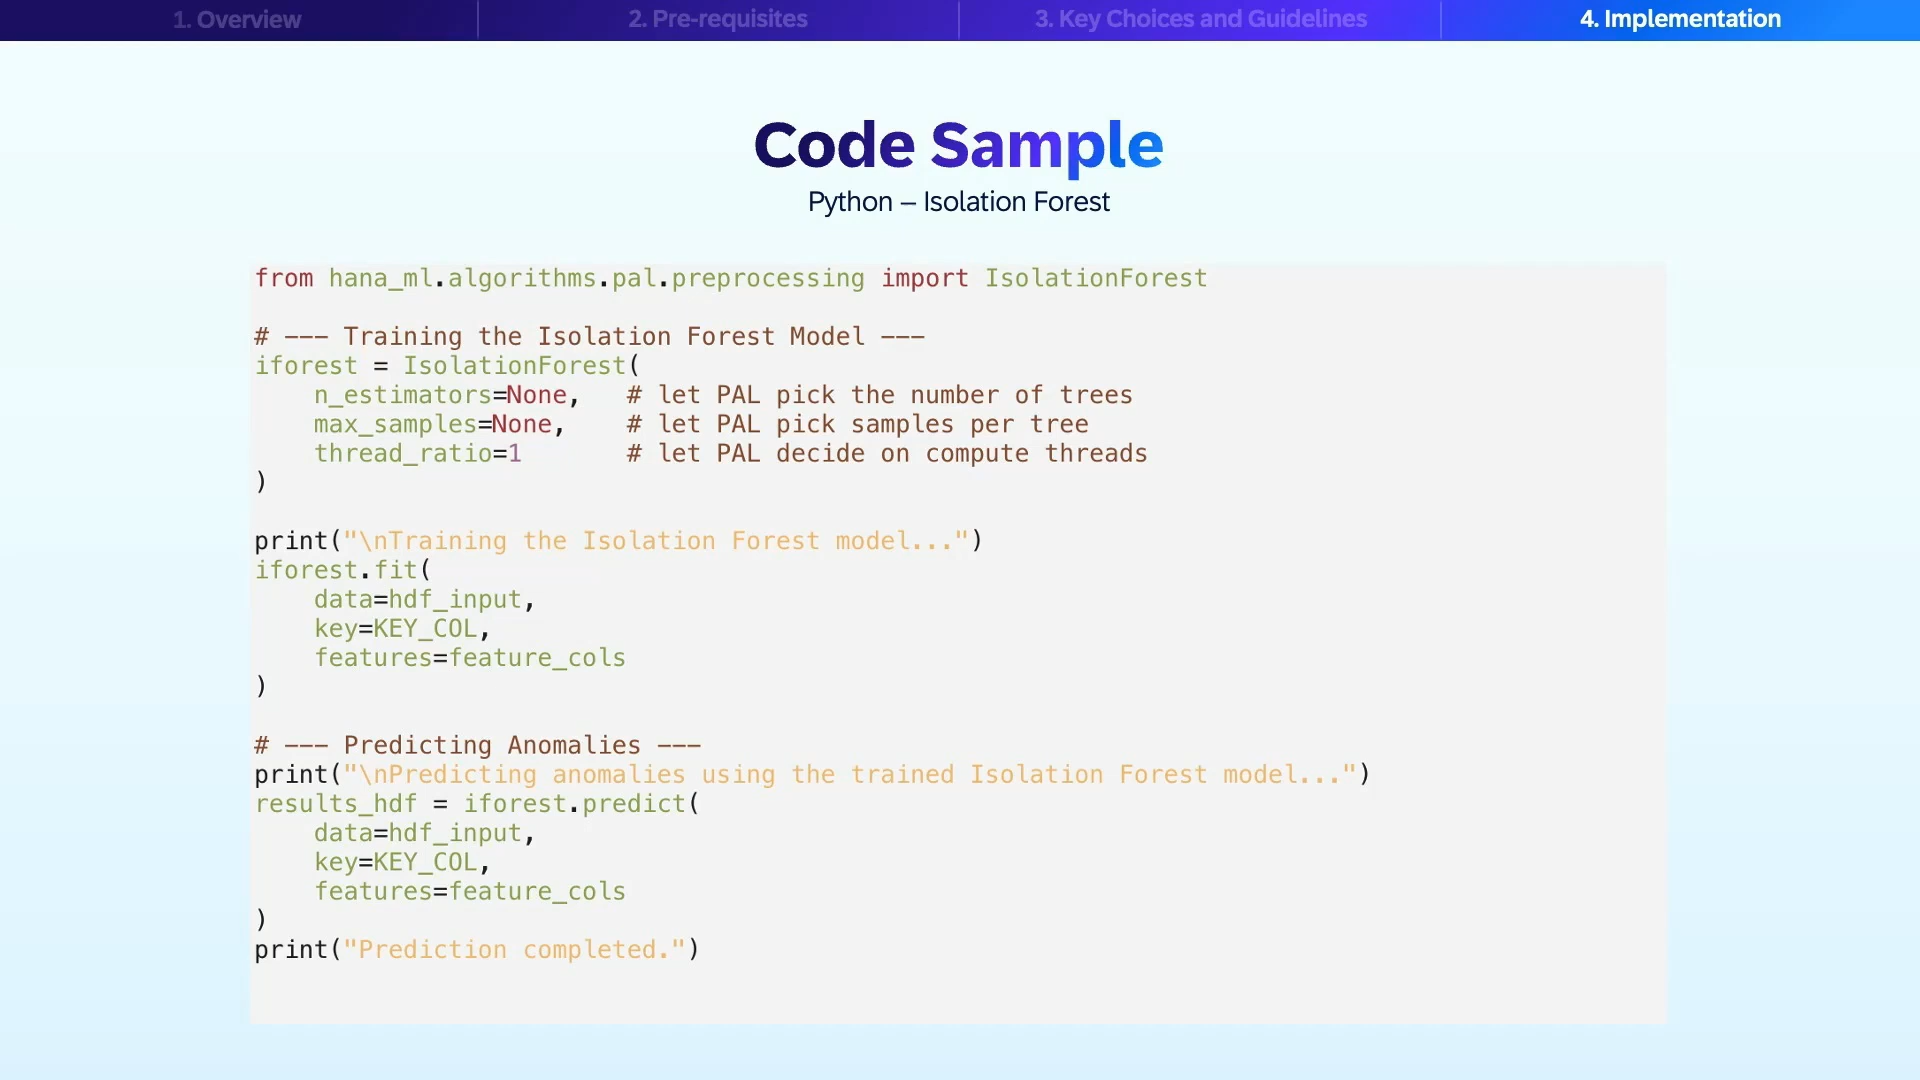 1. Overview
2. Pre-requisites
3. Key Choices and Guidelines
4. Implementation
Code Sample
Python – Isolation Forest
from hana_ml.algorithms.pal.preprocessing import IsolationForest
# --- Training the Isolation Forest Model ---
iforest = IsolationForest(
    n_estimators=None,   # let PAL pick the number of trees
    max_samples=None,    # let PAL pick samples per tree
    thread_ratio=1       # let PAL decide on compute threads
)
print("\nTraining the Isolation Forest model...")
iforest.fit(
    data=hdf_input,
    key=KEY_COL,
    features=feature_cols
)
# --- Predicting Anomalies ---
print("\nPredicting anomalies using the trained Isolation Forest model...")
results_hdf = iforest.predict(
    data=hdf_input,
    key=KEY_COL,
    features=feature_cols
)
print("Prediction completed.")